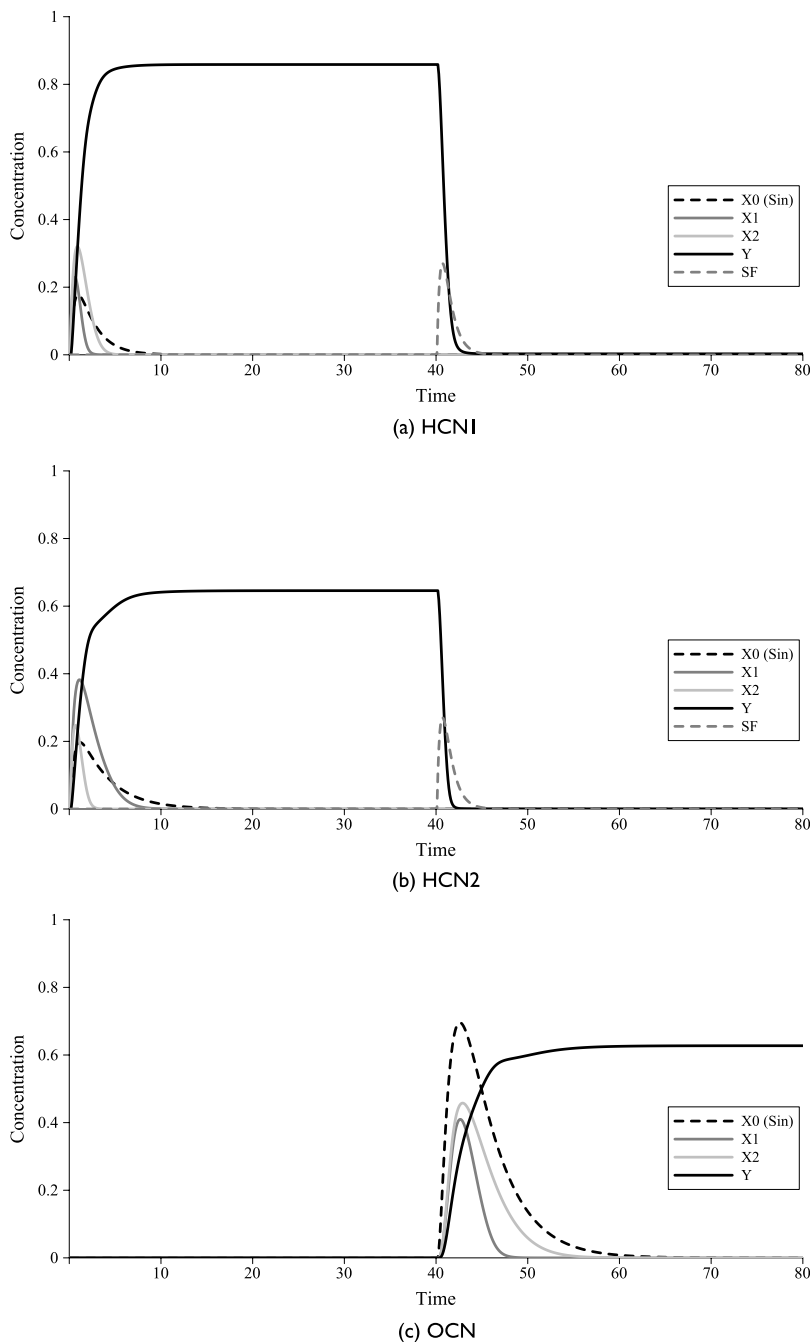 1
0.8
0.6
0.4
0.2
0
Concentration
10 20 30 40 50 60 70 80
Time
X0 (Sin)
X1
X2
Y
SF
(a) HCN1
1
0.8
0.6
0.4
0.2
0
Concentration
10 20 30 40 50 60 70 80
Time
X0 (Sin)
X1
X2
Y
SF
(b) HCN2
1
0.8
0.6
0.4
0.2
0
Concentration
10 20 30 40 50 60 70 80
Time
X0 (Sin)
X1
X2
Y
(c) OCN